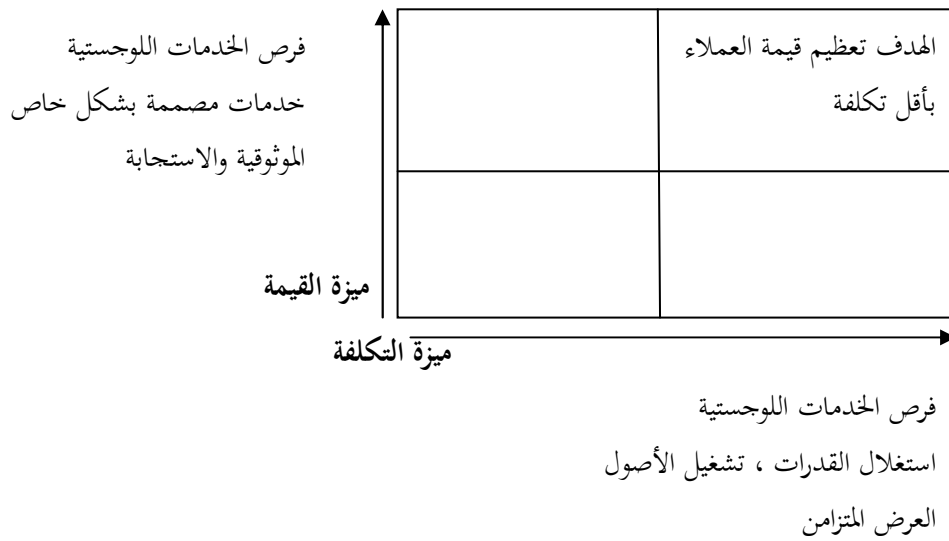 فرص الخدمات اللوجستية
خدمات مصممة بشكل خاص
الموثوقية والاستجابة
الهدف تعظيم قيمة العملاء
بأقل تكلفة
ميزة القيمة
ميزة التكلفة
فرص الخدمات اللوجستية
استغلال القدرات ، تشغيل الأصول
العرض المتزامن